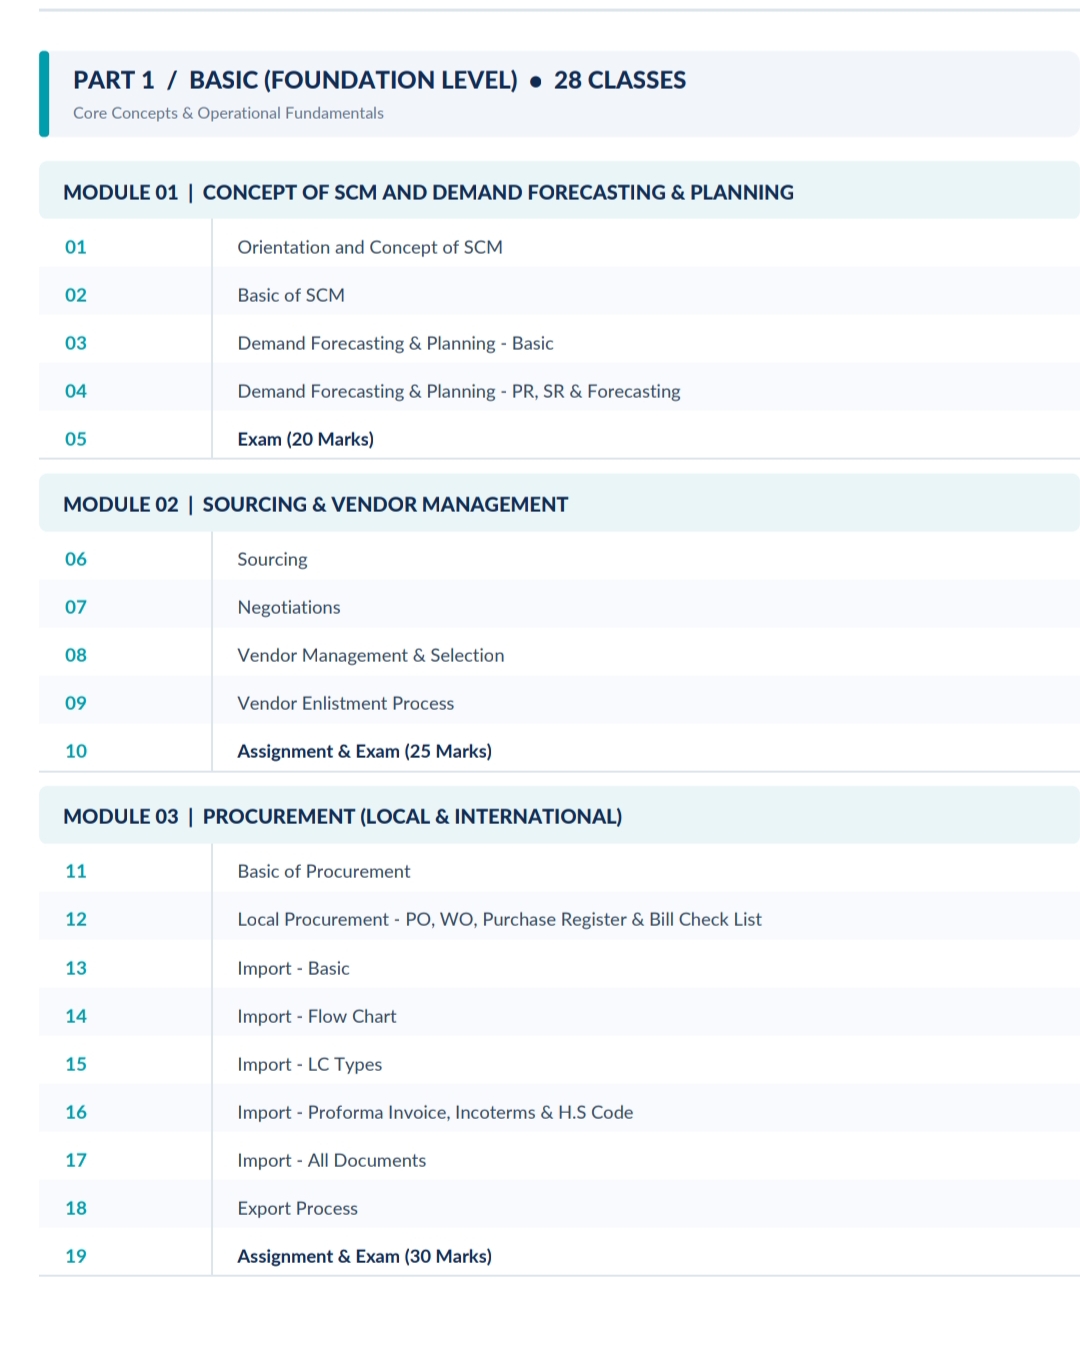 PART 1 / BASIC (FOUNDATION LEVEL) ● 28 CLASSES
Core Concepts & Operational Fundamentals
MODULE 01 | CONCEPT OF SCM AND DEMAND FORECASTING & PLANNING
01 Orientation and Concept of SCM
02 Basic of SCM
03 Demand Forecasting & Planning - Basic
04 Demand Forecasting & Planning - PR, SR & Forecasting
05 Exam (20 Marks)
MODULE 02 | SOURCING & VENDOR MANAGEMENT
06 Sourcing
07 Negotiations
08 Vendor Management & Selection
09 Vendor Enlistment Process
10 Assignment & Exam (25 Marks)
MODULE 03 | PROCUREMENT (LOCAL & INTERNATIONAL)
11 Basic of Procurement
12 Local Procurement - PO, WO, Purchase Register & Bill Check List
13 Import - Basic
14 Import - Flow Chart
15 Import - LC Types
16 Import - Proforma Invoice, Incoterms & H.S Code
17 Import - All Documents
18 Export Process
19 Assignment & Exam (30 Marks)